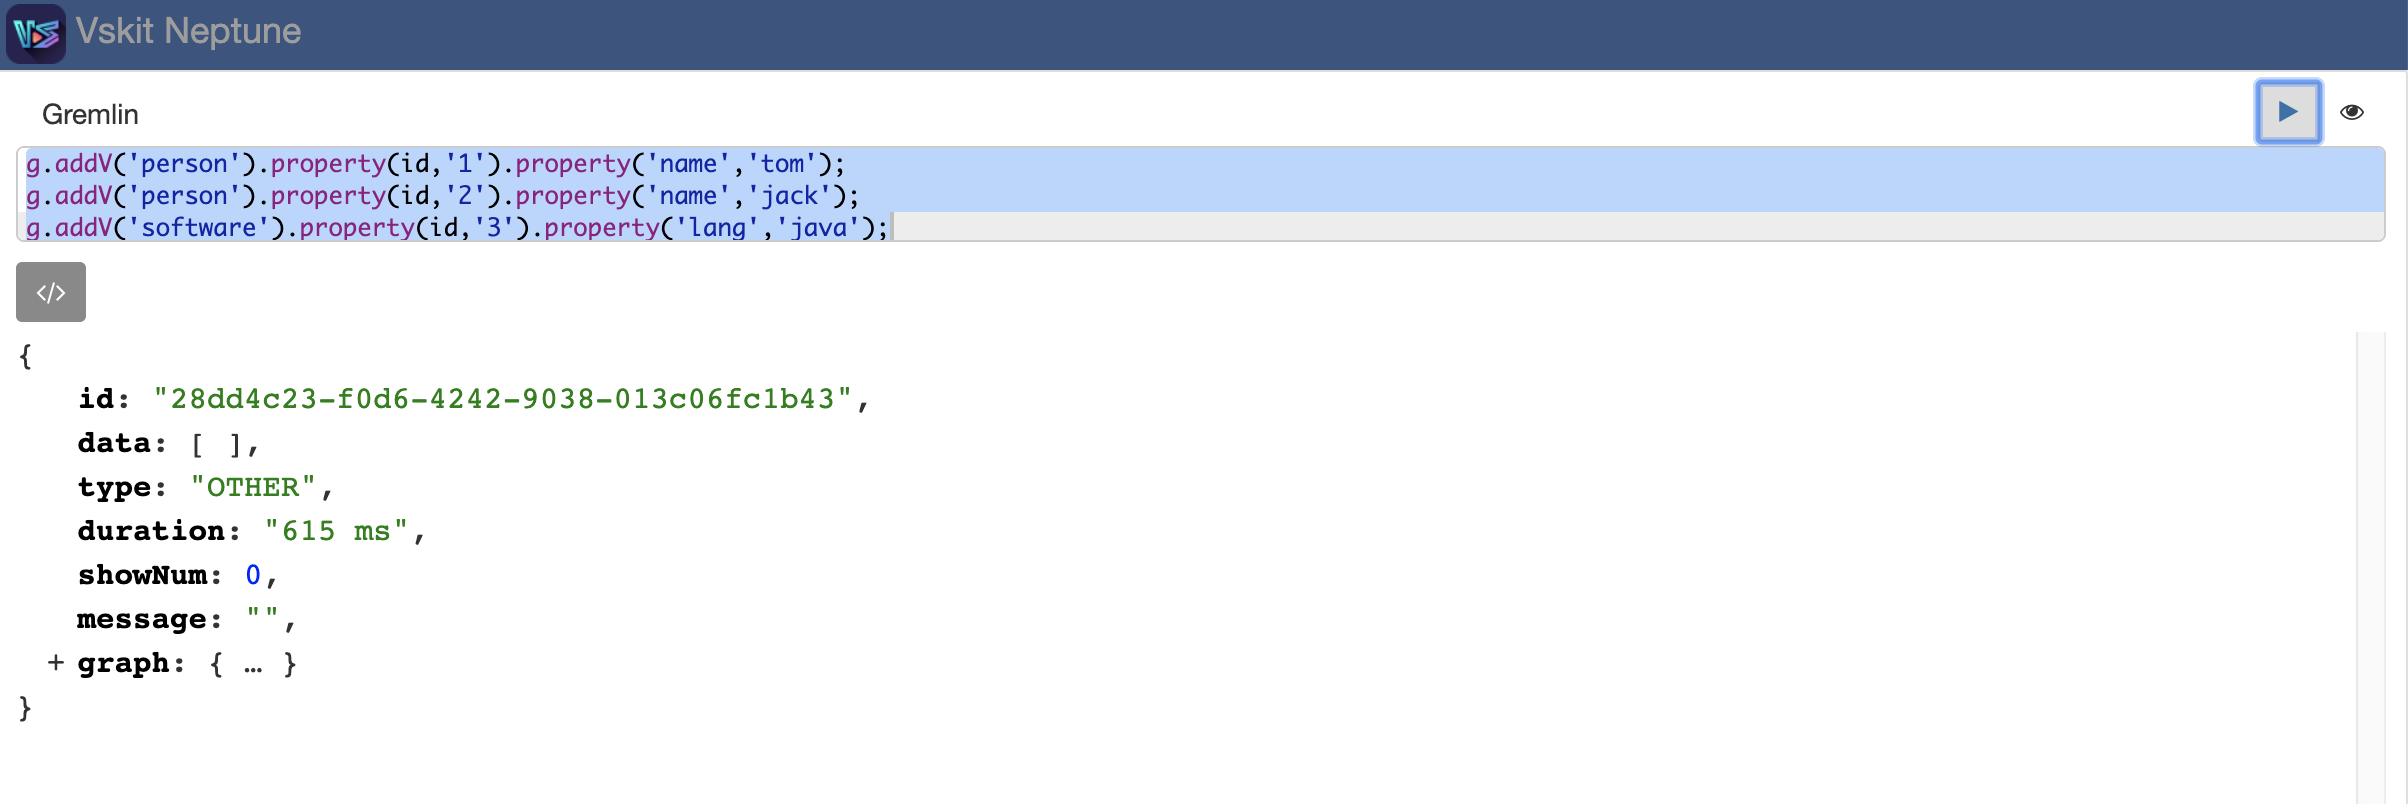 VS Vskit Neptune
Gremlin
g.addV('person').property(id,'1').property('name','tom');
g.addV('person').property(id,'2').property('name','jack');
g.addV('software').property(id,'3').property('lang','java');
</>
{
id: "28dd4c23-f0d6-4242-9038-013c06fc1b43",
data: [ ],
type: "OTHER",
duration: "615 ms",
showNum: 0,
message: "",
+ graph: { … }
}